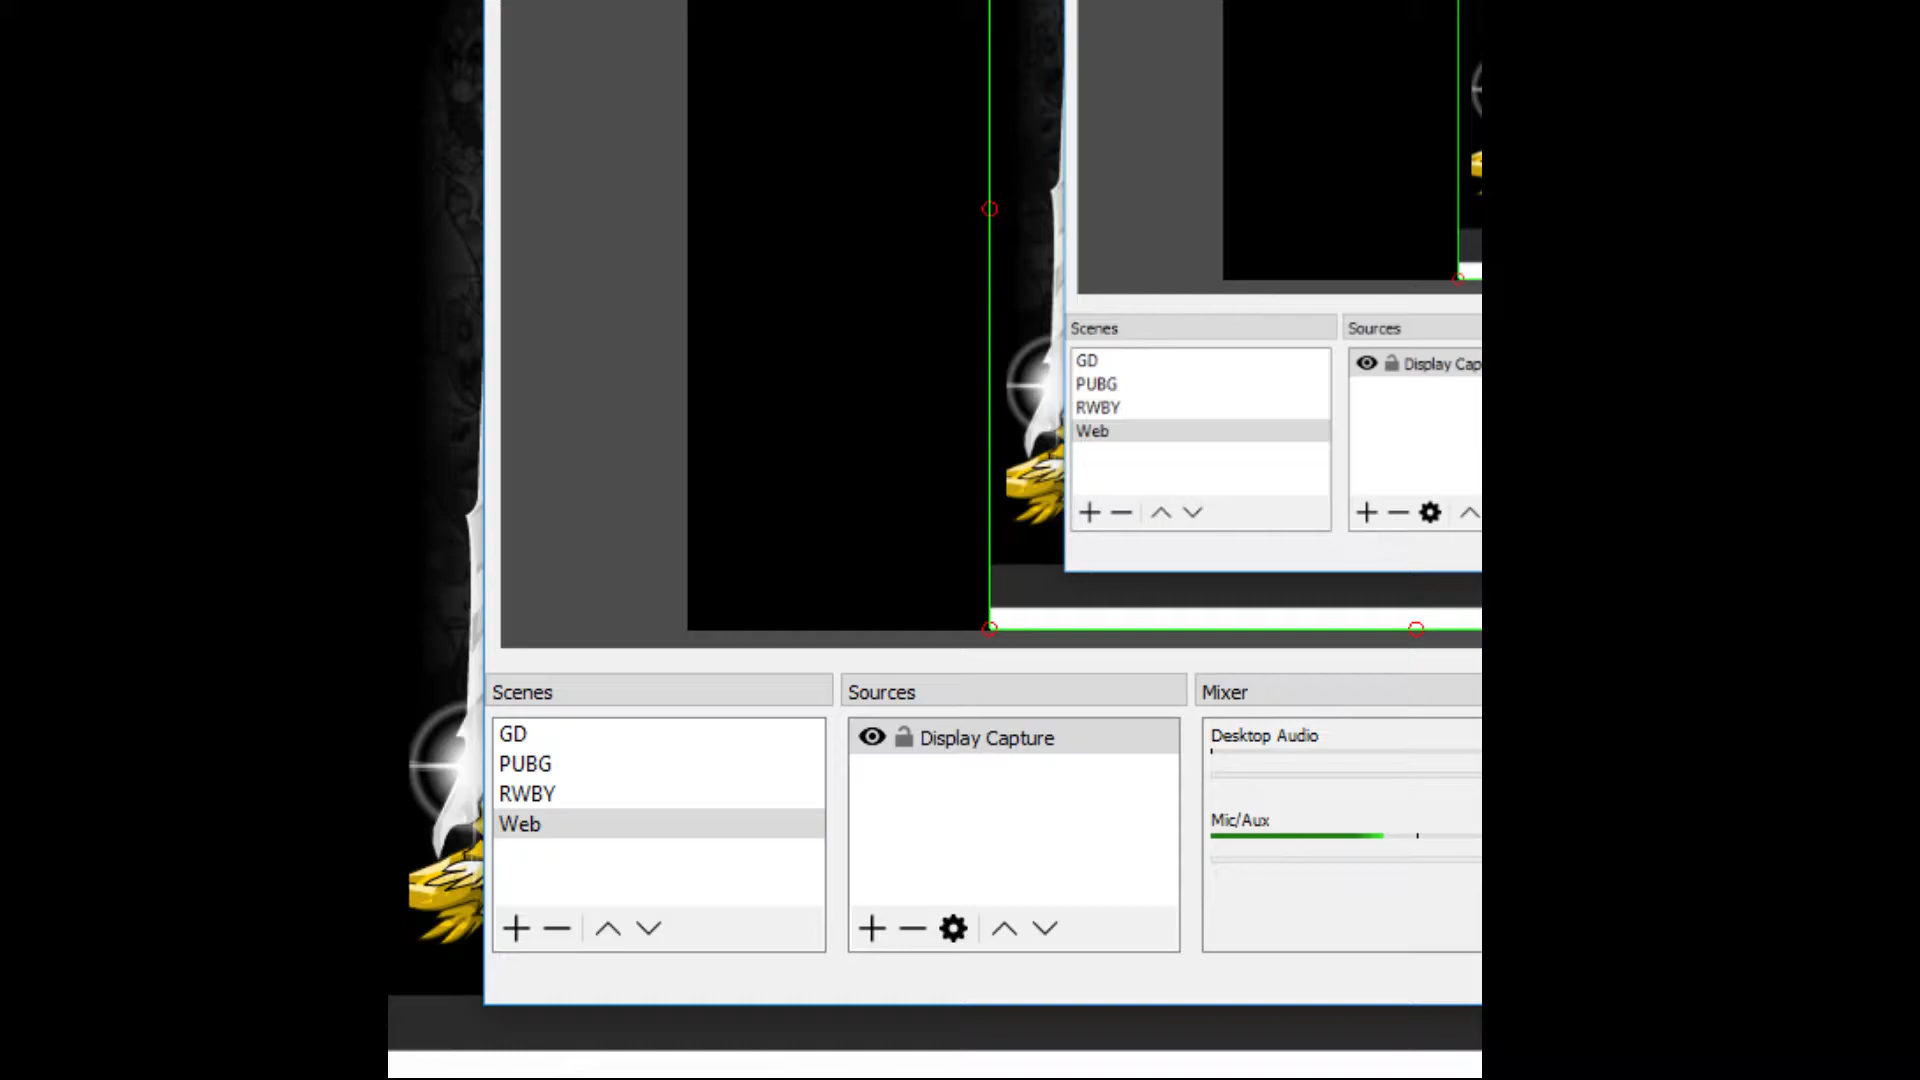 Scenes
Sources
GD
PUBG
RWBY
Web
Display Cap
Scenes
Sources
Mixer
GD
PUBG
RWBY
Web
Display Capture
Desktop Audio
Mic/Aux